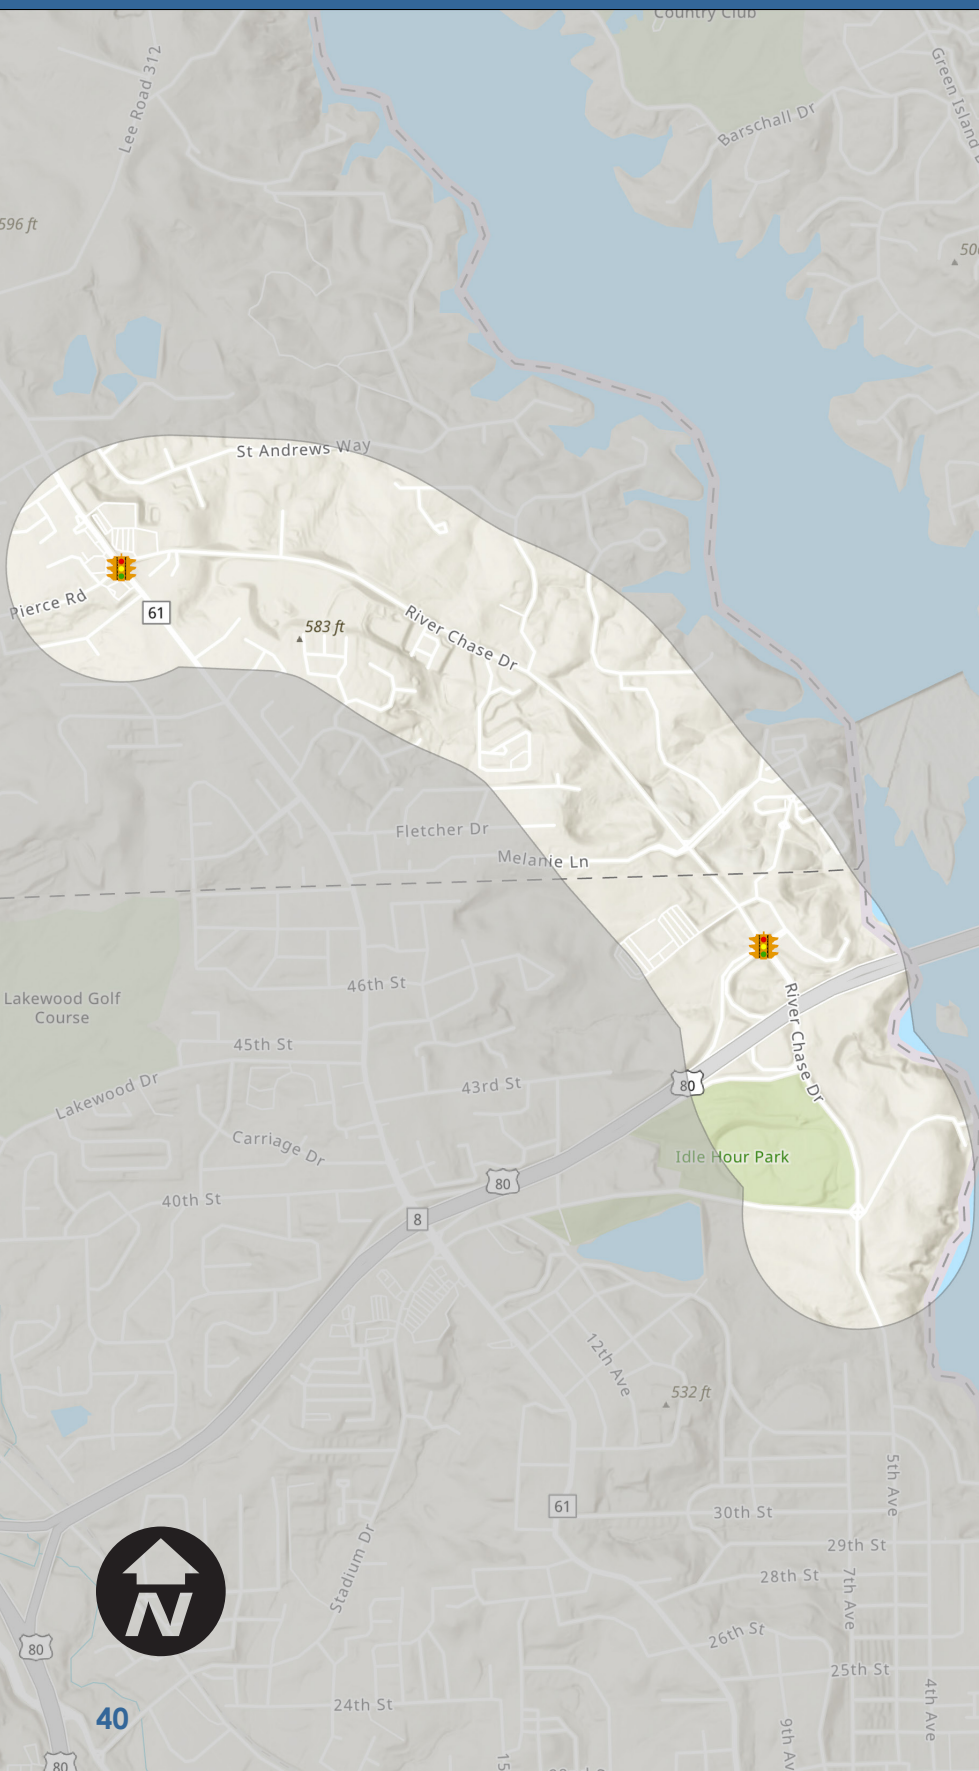 Country Club
Lee Road 312
Barschall Dr
Green Island D
596 ft
500
St Andrews Way
Pierce Rd
61
583 ft
River Chase Dr
Fletcher Dr
Melanie Ln
Lakewood Golf
Course
46th St
River Chase Dr
45th St
43rd St
80
Lakewood Dr
Carriage Dr
Idle Hour Park
80
40th St
8
12th Ave
532 ft
5th Ave
61
30th St
29th St
Stadium Dr
28th St
7th Ave
N
26th St
80
25th St
24th St
4th Ave
40
9th Av
15
80